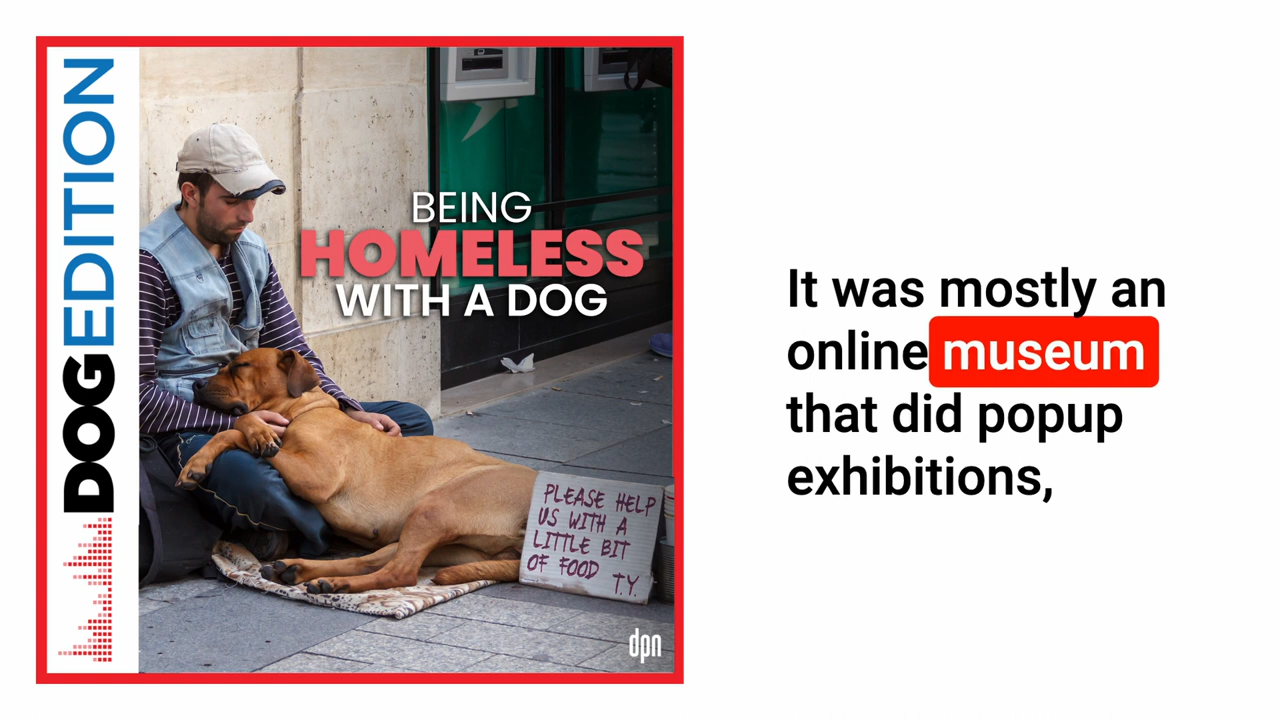 DOGEDITION
BEING
HOMELESS
WITH A DOG
PLEASE HELP
US WITH A
LITTLE BIT
OF FOOD
T.Y.
dpn
It was mostly an
online museum
that did popup
exhibitions,